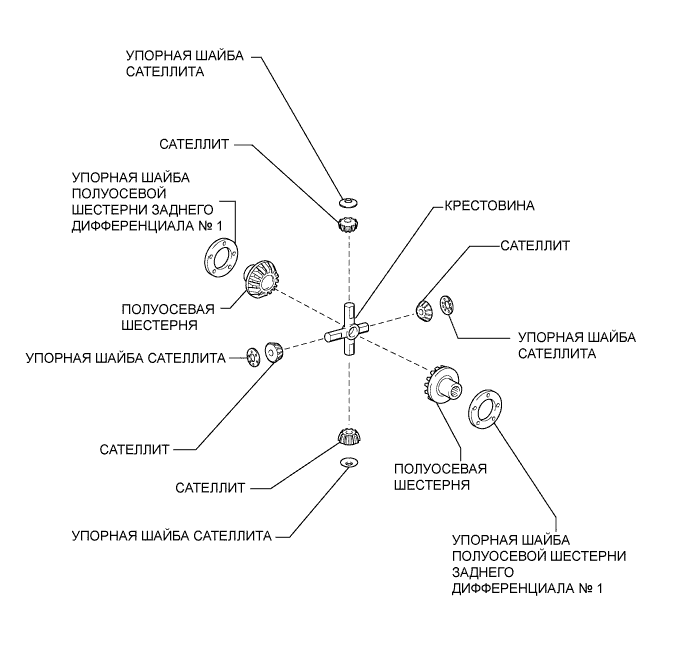 УПОРНАЯ ШАЙБА
САТЕЛЛИТА
САТЕЛЛИТ
УПОРНАЯ ШАЙБА
ПОЛУОСЕВОЙ
ШЕСТЕРНИ ЗАДНЕГО
ДИФФЕРЕНЦИАЛА № 1
КРЕСТОВИНА
САТЕЛЛИТ
ПОЛУОСЕВАЯ
ШЕСТЕРНЯ
УПОРНАЯ ШАЙБА
САТЕЛЛИТА
УПОРНАЯ ШАЙБА САТЕЛЛИТА
САТЕЛЛИТ
ПОЛУОСЕВАЯ
ШЕСТЕРНЯ
САТЕЛЛИТ
УПОРНАЯ ШАЙБА САТЕЛЛИТА
УПОРНАЯ ШАЙБА
ПОЛУОСЕВОЙ ШЕСТЕРНИ
ЗАДНЕГО
ДИФФЕРЕНЦИАЛА № 1